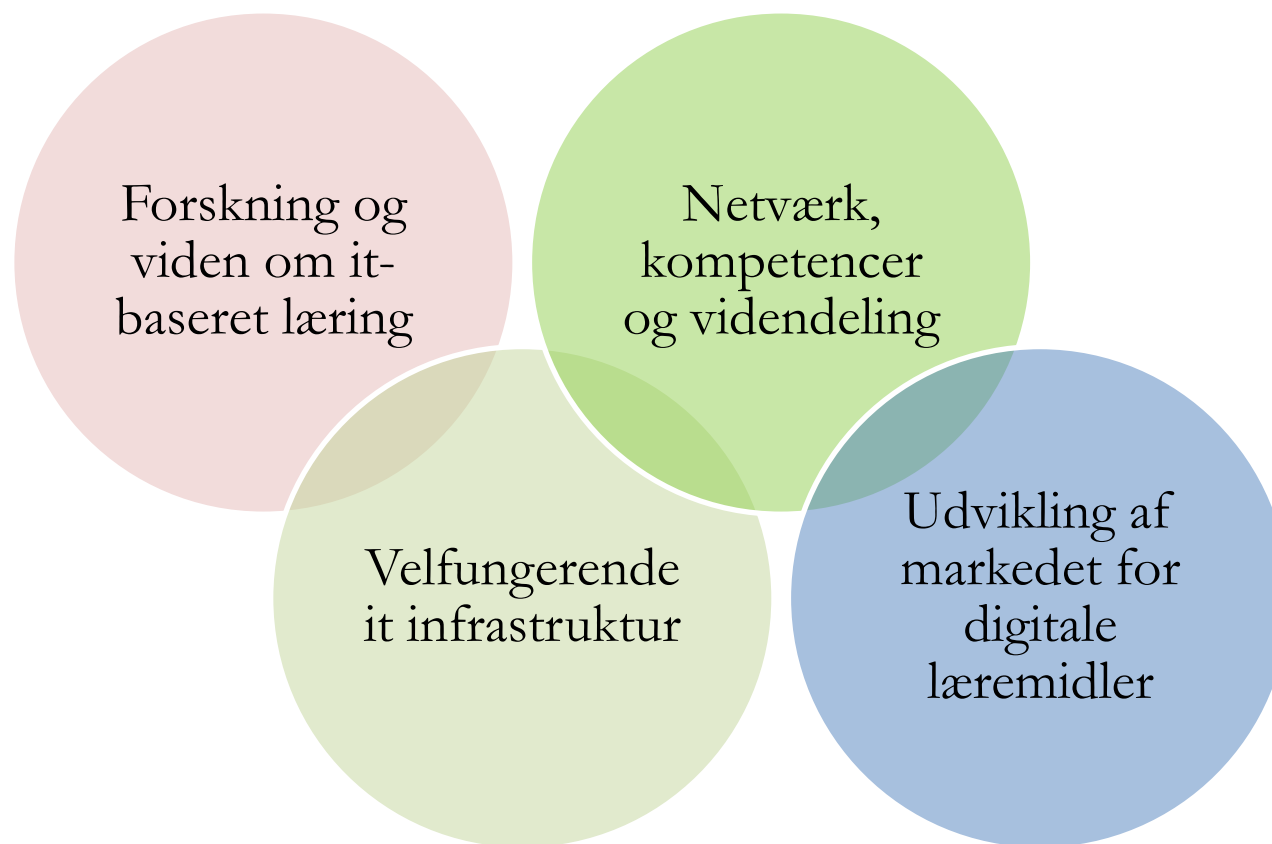 Forskning og
viden om it-
baseret læring
Netværk,
kompetencer
og videndeling
Velfungerende
it infrastruktur
Udvikling af
markedet for
digitale
læremidler